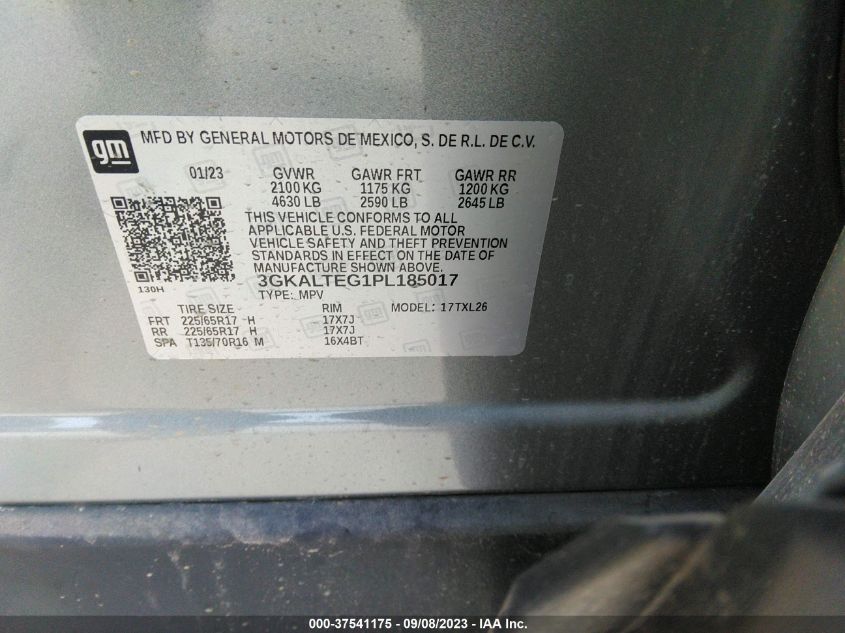 gm
MFD BY GENERAL MOTORS DE MEXICO, S. DE R.L. DE C.V.
01/23 GVWR GAWR FRT GAWR RR
2100 KG 1175 KG 1200 KG
4630 LB 2590 LB 2645 LB
THIS VEHICLE CONFORMS TO ALL
APPLICABLE U.S. FEDERAL MOTOR
VEHICLE SAFETY AND THEFT PREVENTION
STANDARDS IN EFFECT ON THE DATE
OF MANUFACTURE SHOWN ABOVE.
130H 3GKALTEG1PL185017
TYPE: MPV
TIRE SIZE RIM MODEL: 17TXL26
FRT 225/65R17 H 17X7J
RR 225/65R17 H 17X7J
SPA T135/70R16 M 16X4BT
000-37541175 - 09/08/2023 - IAA Inc.